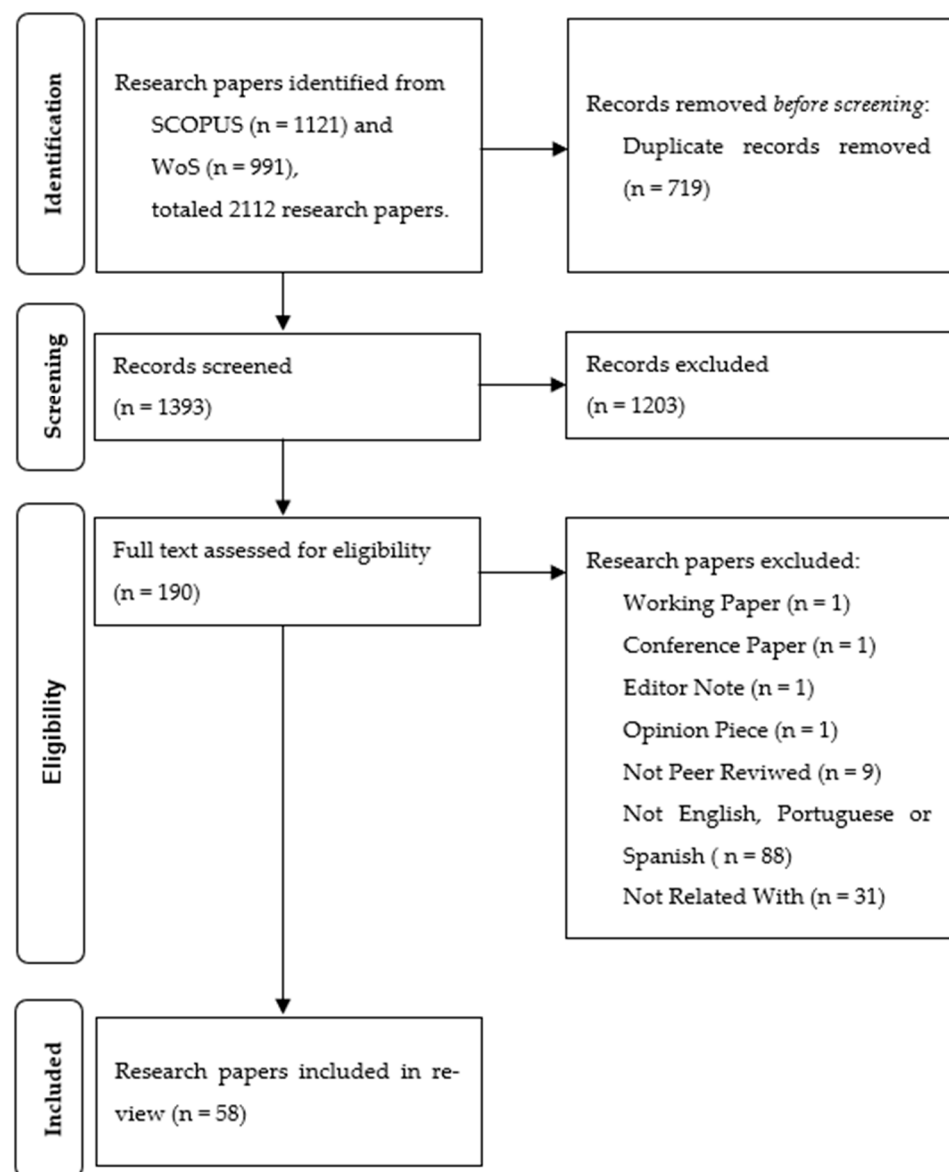 Identification
Research papers identified from
SCOPUS (n = 1121) and
WoS (n = 991),
totaled 2112 research papers.
Records removed before screening:
Duplicate records removed
(n = 719)
Screening
Records screened
(n = 1393)
Records excluded
(n = 1203)
Eligibility
Full text assessed for eligibility
(n = 190)
Research papers excluded:
Working Paper (n = 1)
Conference Paper (n = 1)
Editor Note (n = 1)
Opinion Piece (n = 1)
Not Peer Reviwed (n = 9)
Not English, Portuguese or
Spanish ( n = 88)
Not Related With (n = 31)
Included
Research papers included in re-
view (n = 58)